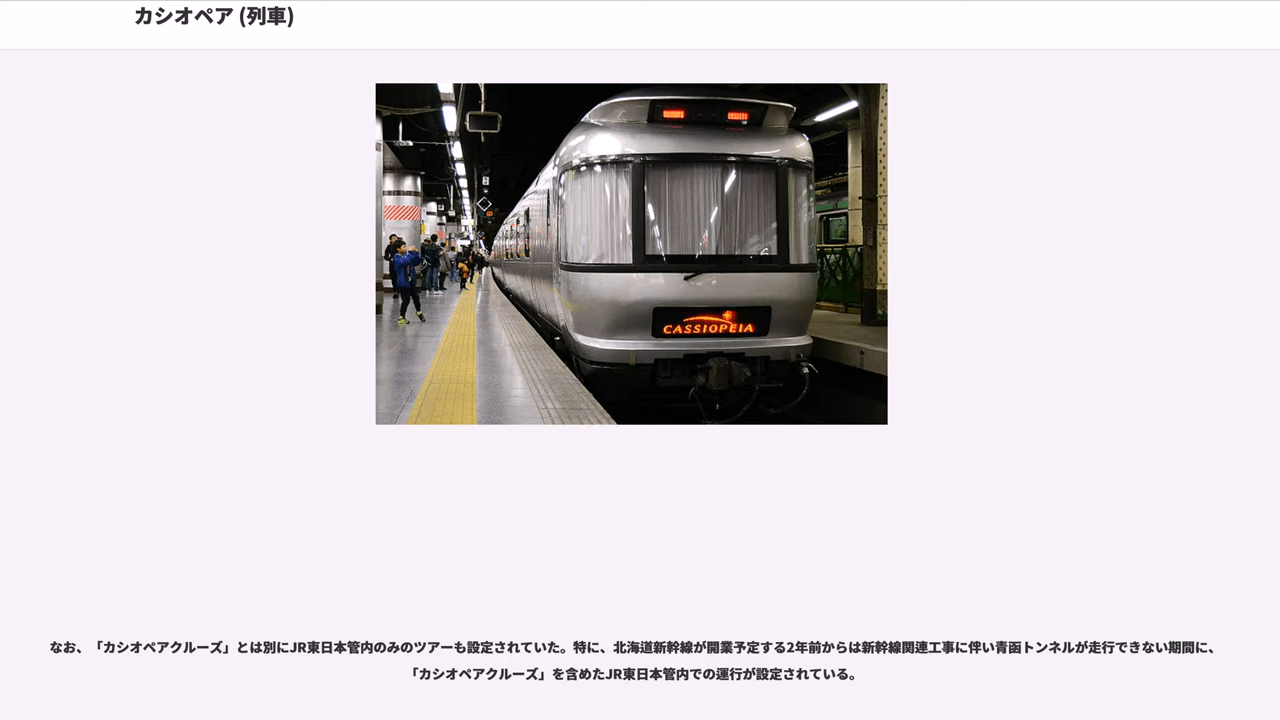 カシオペア (列車)
CASSIOPEIA
なお、「カシオペアクルーズ」とは別にJR東日本管内のみのツアーも設定されていた。特に、北海道新幹線が開業予定する2年前からは新幹線関連工事に伴い青函トンネルが走行できない期間に、
「カシオペアクルーズ」を含めたJR東日本管内での運行が設定されている。